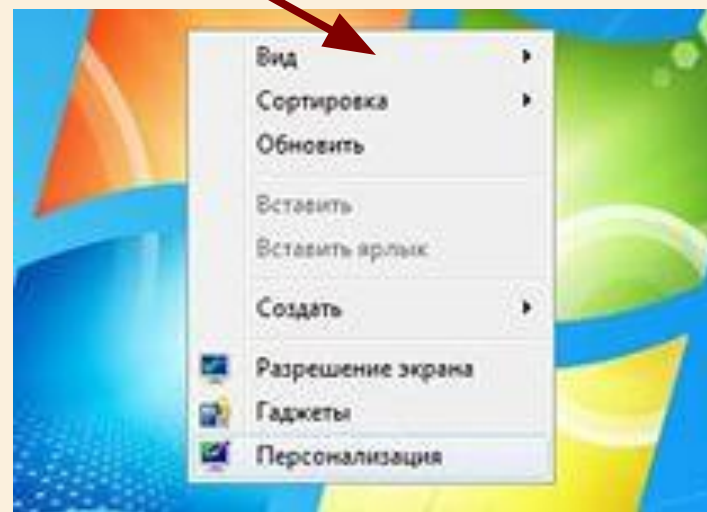 Вид
Сортировка
Обновить
Вставить
Вставить ярлык
Создать
Разрешение экрана
Гаджеты
Персонализация